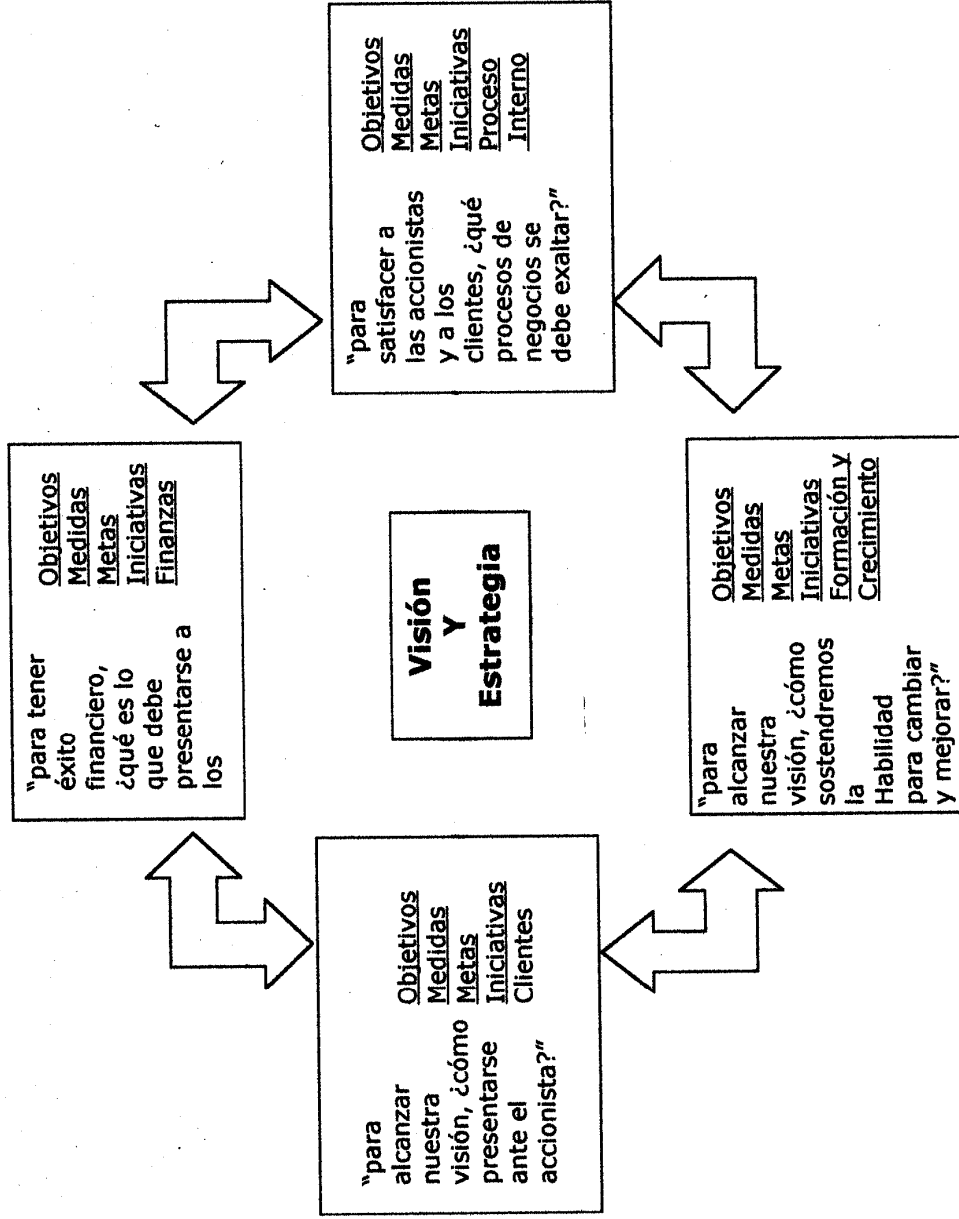 "para tener
éxito
financiero,
¿qué es lo
que debe
presentarse a
los
Objetivos
Medidas
Metas
Iniciativas
Finanzas
"para
alcanzar
nuestra
visión, ¿cómo
presentarse
ante el
accionista?"
Objetivos
Medidas
Metas
Iniciativas
Clientes
Visión
Y
Estrategia
"para
satisfacer a
las accionistas
y a los
clientes, ¿qué
procesos de
negocios se
debe exaltar?"
Objetivos
Medidas
Metas
Iniciativas
Proceso
Interno
"para
alcanzar
nuestra
visión, ¿cómo
sostendremos
la
Habilidad
para cambiar
y mejorar?"
Objetivos
Medidas
Metas
Iniciativas
Formación y
Crecimiento